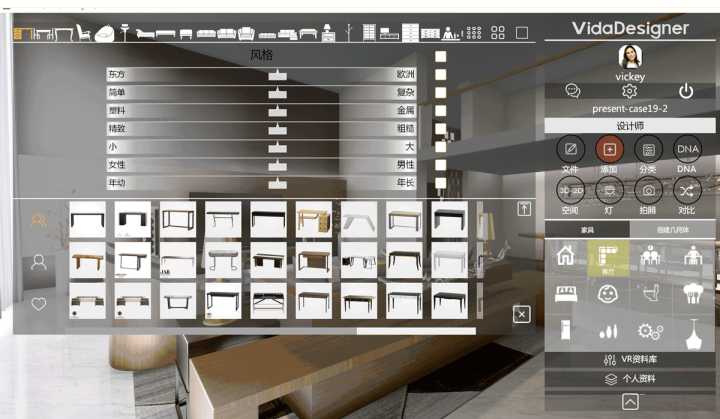 VidaDesigner
风格
东方 欧洲
简单 复杂
塑料 金属
精致 粗糙
小 大
女性 男性
年幼 年长
vickey
present-case19-2
设计师
DNA
文件 添加 分类 DNA
3D-2D
空间 灯 拍照 对比
家具 搭建几何体
客厅
VR资料库
个人资料